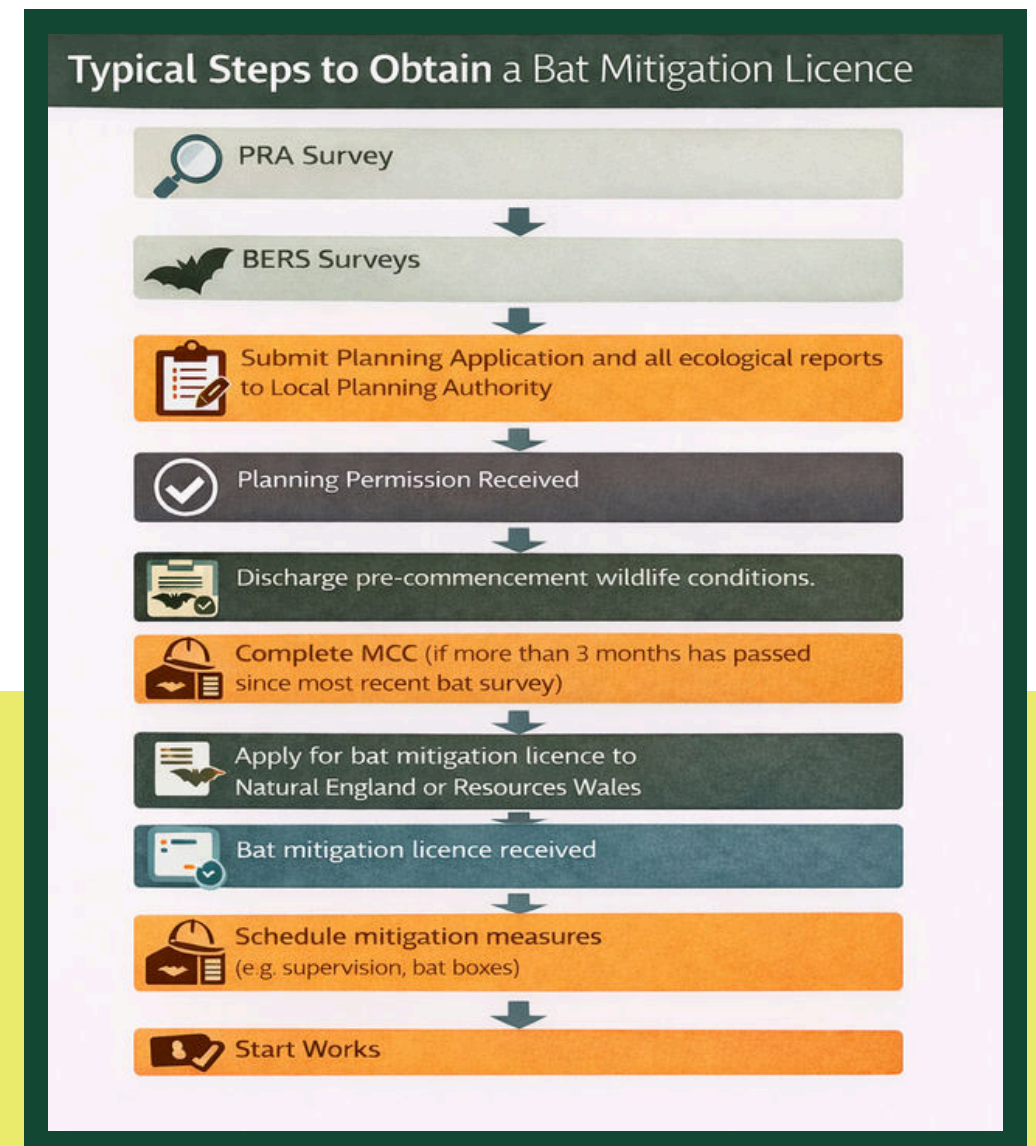 Typical Steps to Obtain a Bat Mitigation Licence
PRA Survey
BERS Surveys
Submit Planning Application and all ecological reports
to Local Planning Authority
Planning Permission Received
Discharge pre-commencement wildlife conditions.
Complete MCC (if more than 3 months has passed
since most recent bat survey)
Apply for bat mitigation licence to
Natural England or Resources Wales
Bat mitigation licence received
Schedule mitigation measures
(e.g. supervision, bat boxes)
Start Works